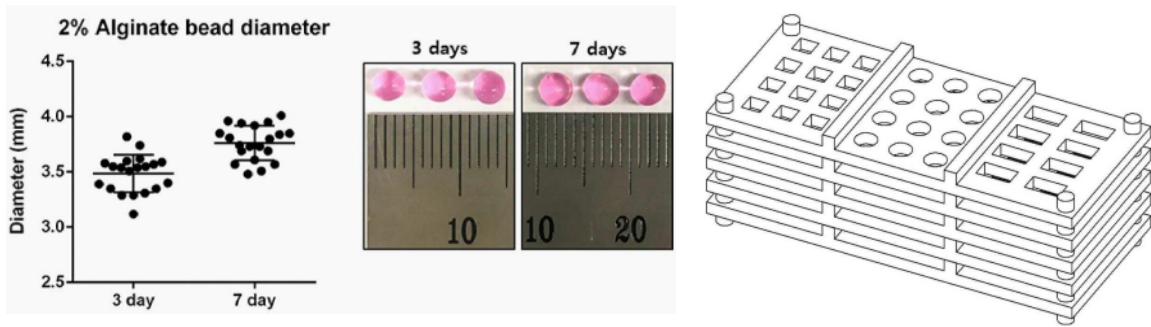 2% Alginate bead diameter
Diameter (mm)
4.5
4.0
3.5
3.0
2.5
3 day
7 day
3 days
7 days
10
10
20